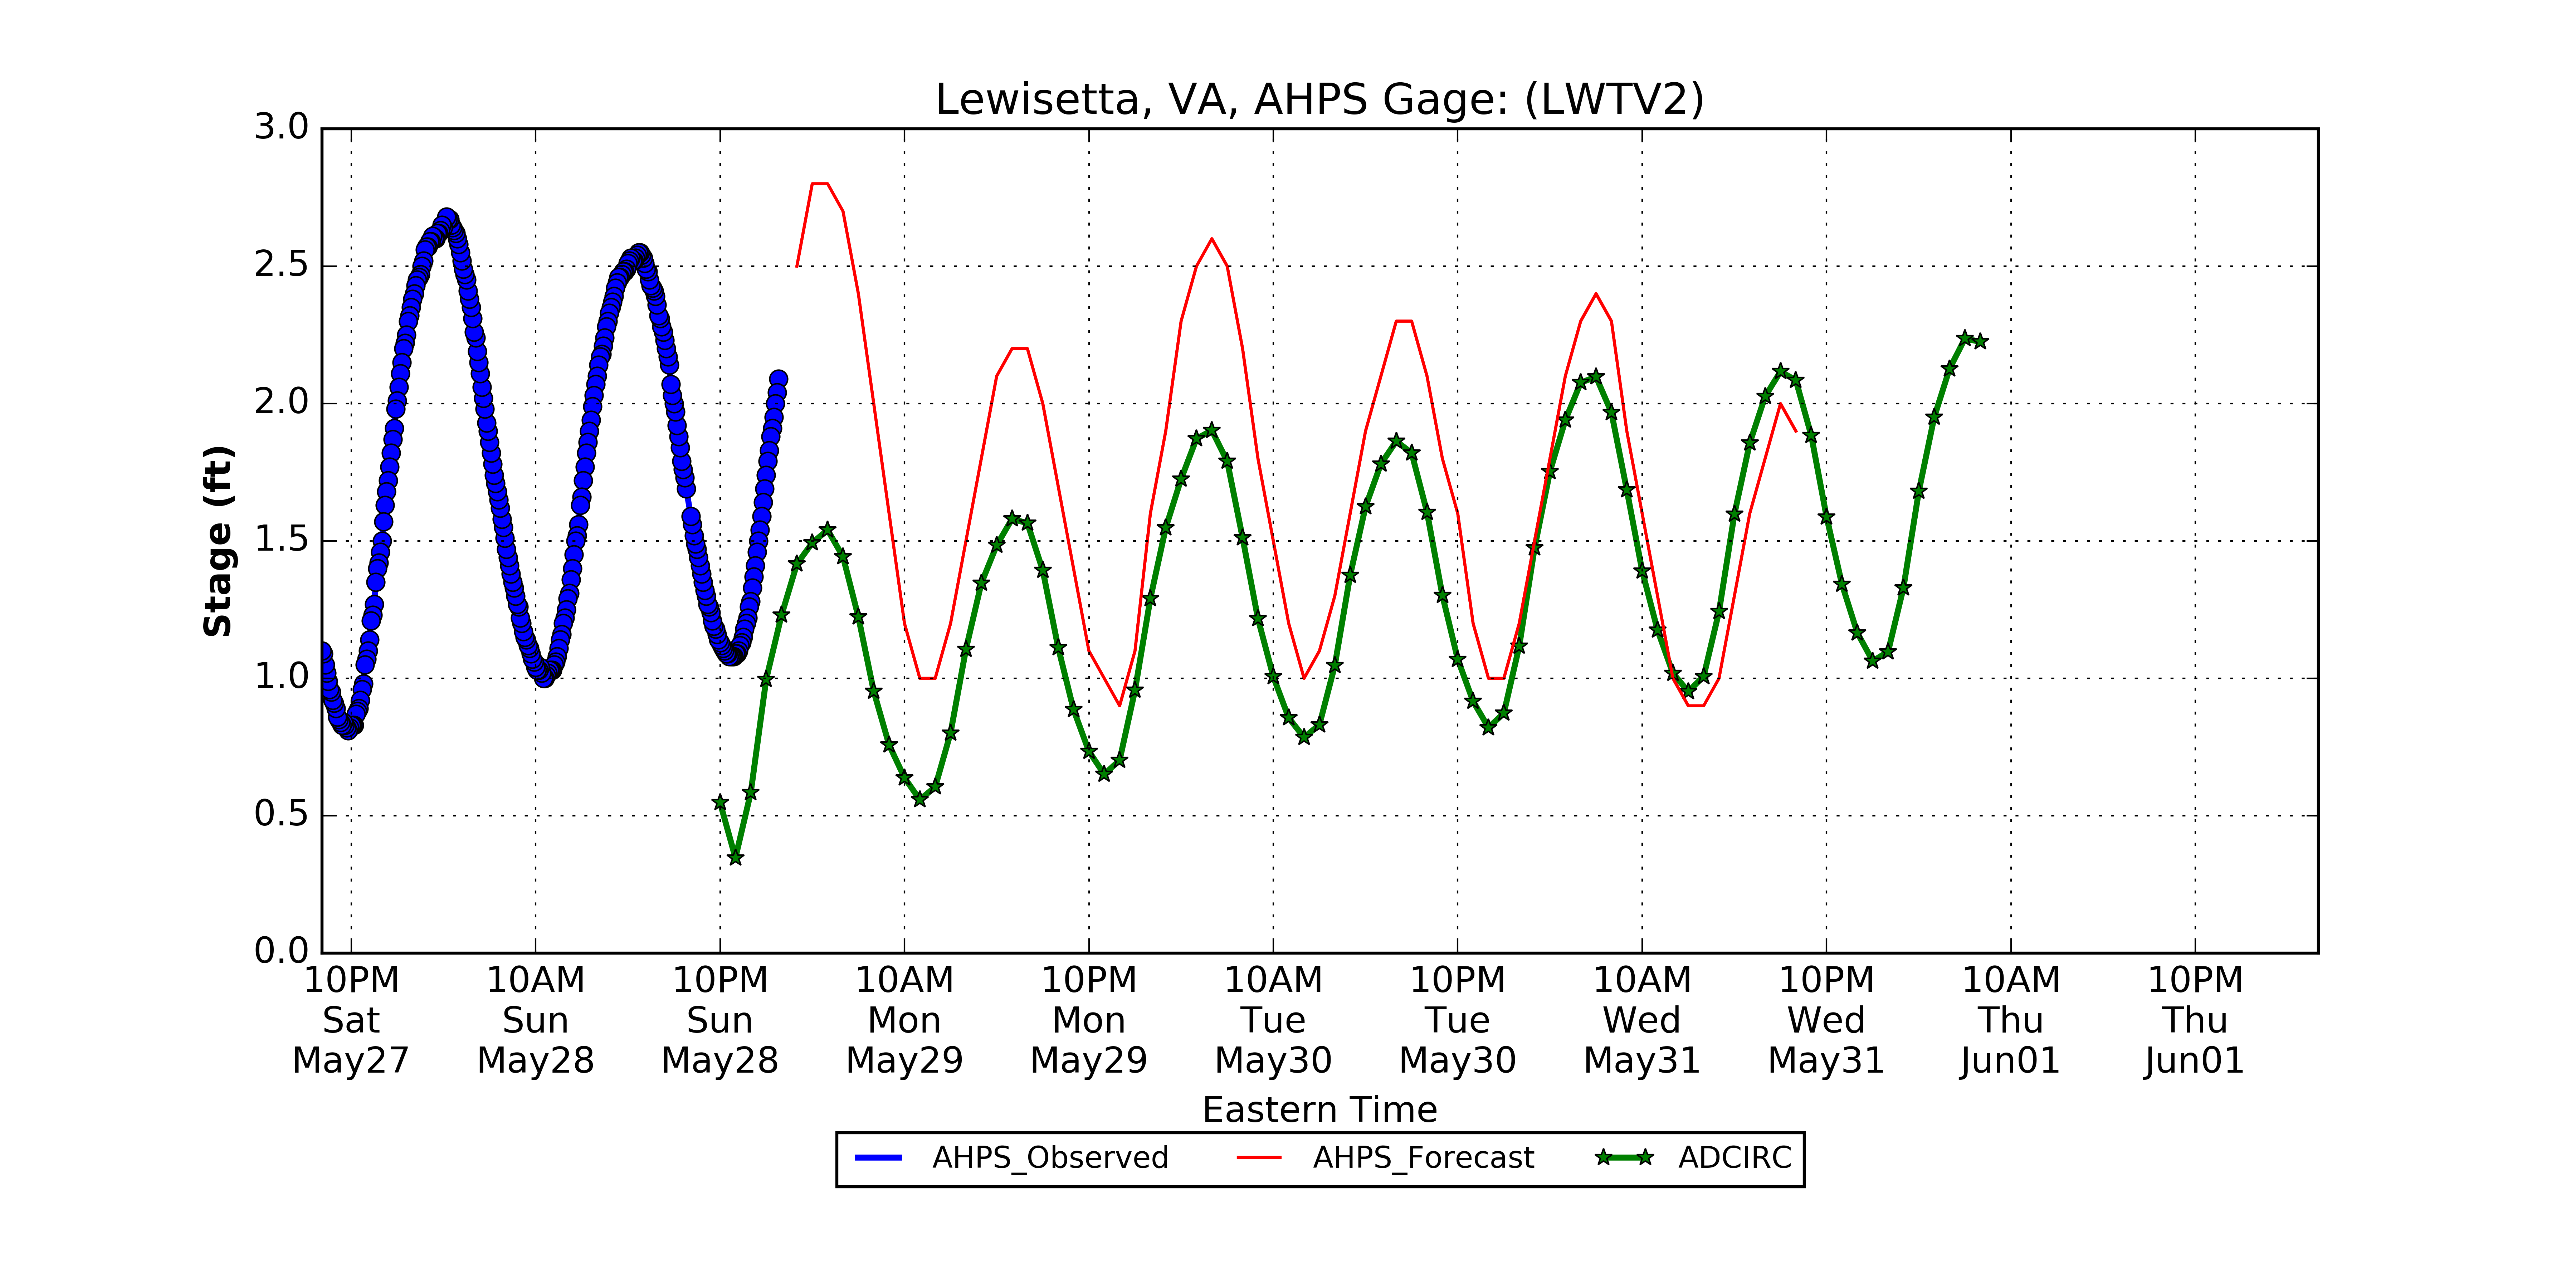 Lewisetta, VA, AHPS Gage: (LWTV2)
Stage (ft)
3.0
2.5
2.0
1.5
1.0
0.5
0.0
10PM 10AM 10PM 10AM 10PM 10AM 10PM 10AM 10PM 10AM 10PM
Sat Sun Sun Mon Mon Tue Tue Wed Wed Thu Thu
May27 May28 May28 May29 May29 May30 May30 May31 May31 Jun01 Jun01
Eastern Time
AHPS_Observed AHPS_Forecast ADCIRC